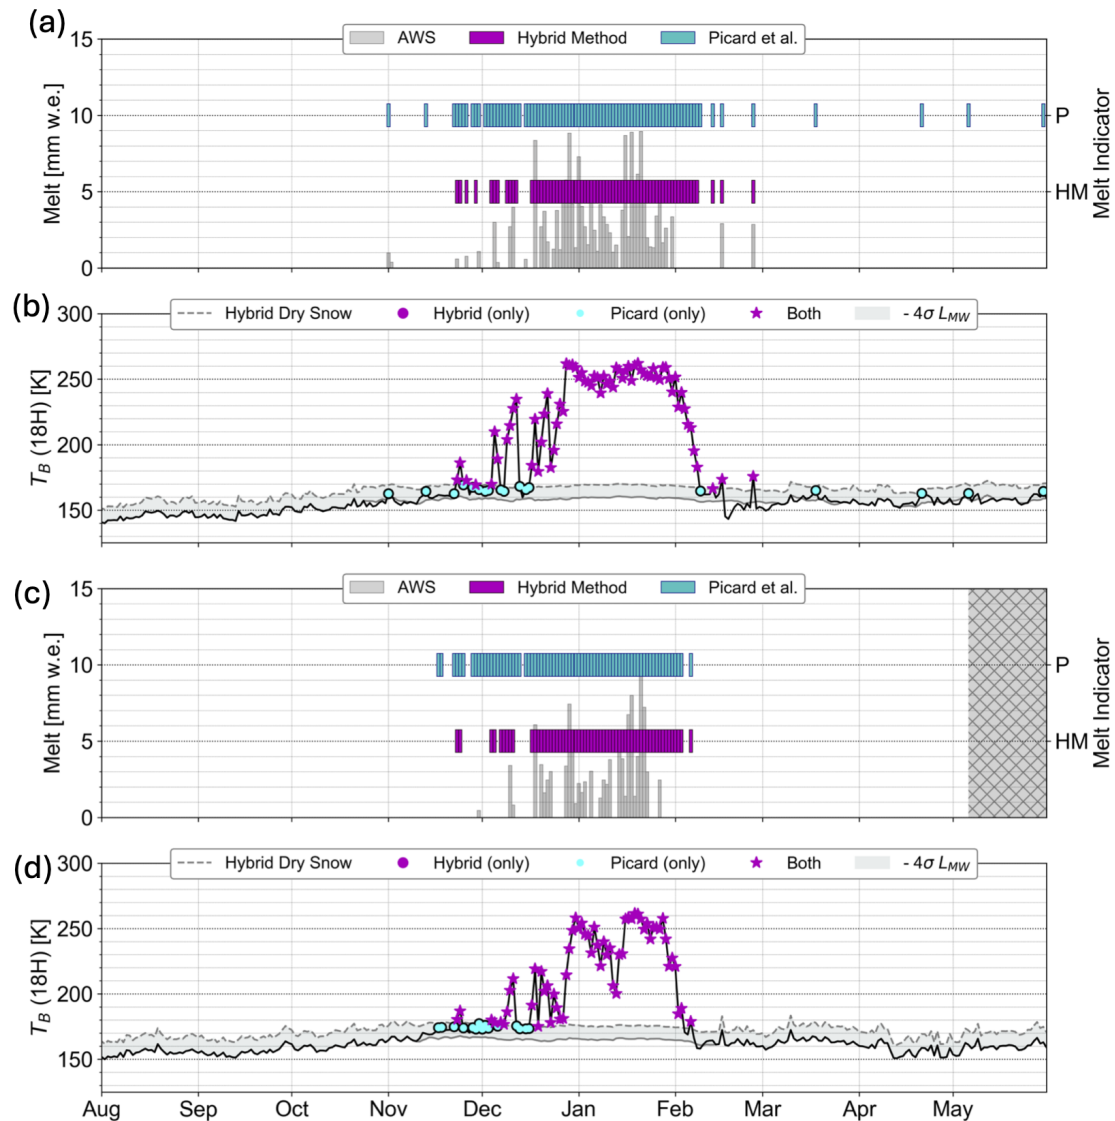 (a)
AWS Hybrid Method Picard et al.
15
10
5
0
Melt [mm w.e.]
P
HM
Melt Indicator
(b)
Hybrid Dry Snow Hybrid (only) Picard (only) Both - 4σ L_MW
300
250
200
150
T_B (18H) [K]
(c)
AWS Hybrid Method Picard et al.
15
10
5
0
Melt [mm w.e.]
P
HM
Melt Indicator
(d)
Hybrid Dry Snow Hybrid (only) Picard (only) Both - 4σ L_MW
300
250
200
150
T_B (18H) [K]
Aug Sep Oct Nov Dec Jan Feb Mar Apr May